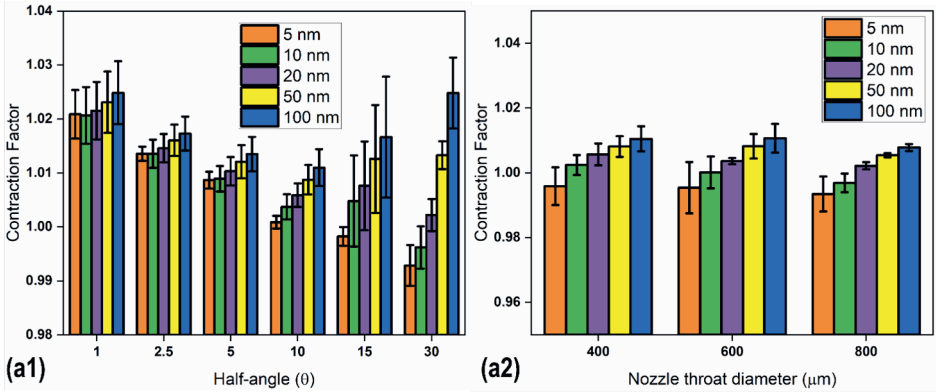 1.04
1.03
1.02
1.01
1.00
0.99
0.98
Contraction Factor
5 nm
10 nm
20 nm
50 nm
100 nm
1 2.5 5 10 15 30
Half-angle (θ)
(a1)
1.04
1.02
1.00
0.98
0.96
Contraction Factor
5 nm
10 nm
20 nm
50 nm
100 nm
400 600 800
Nozzle throat diameter (μm)
(a2)